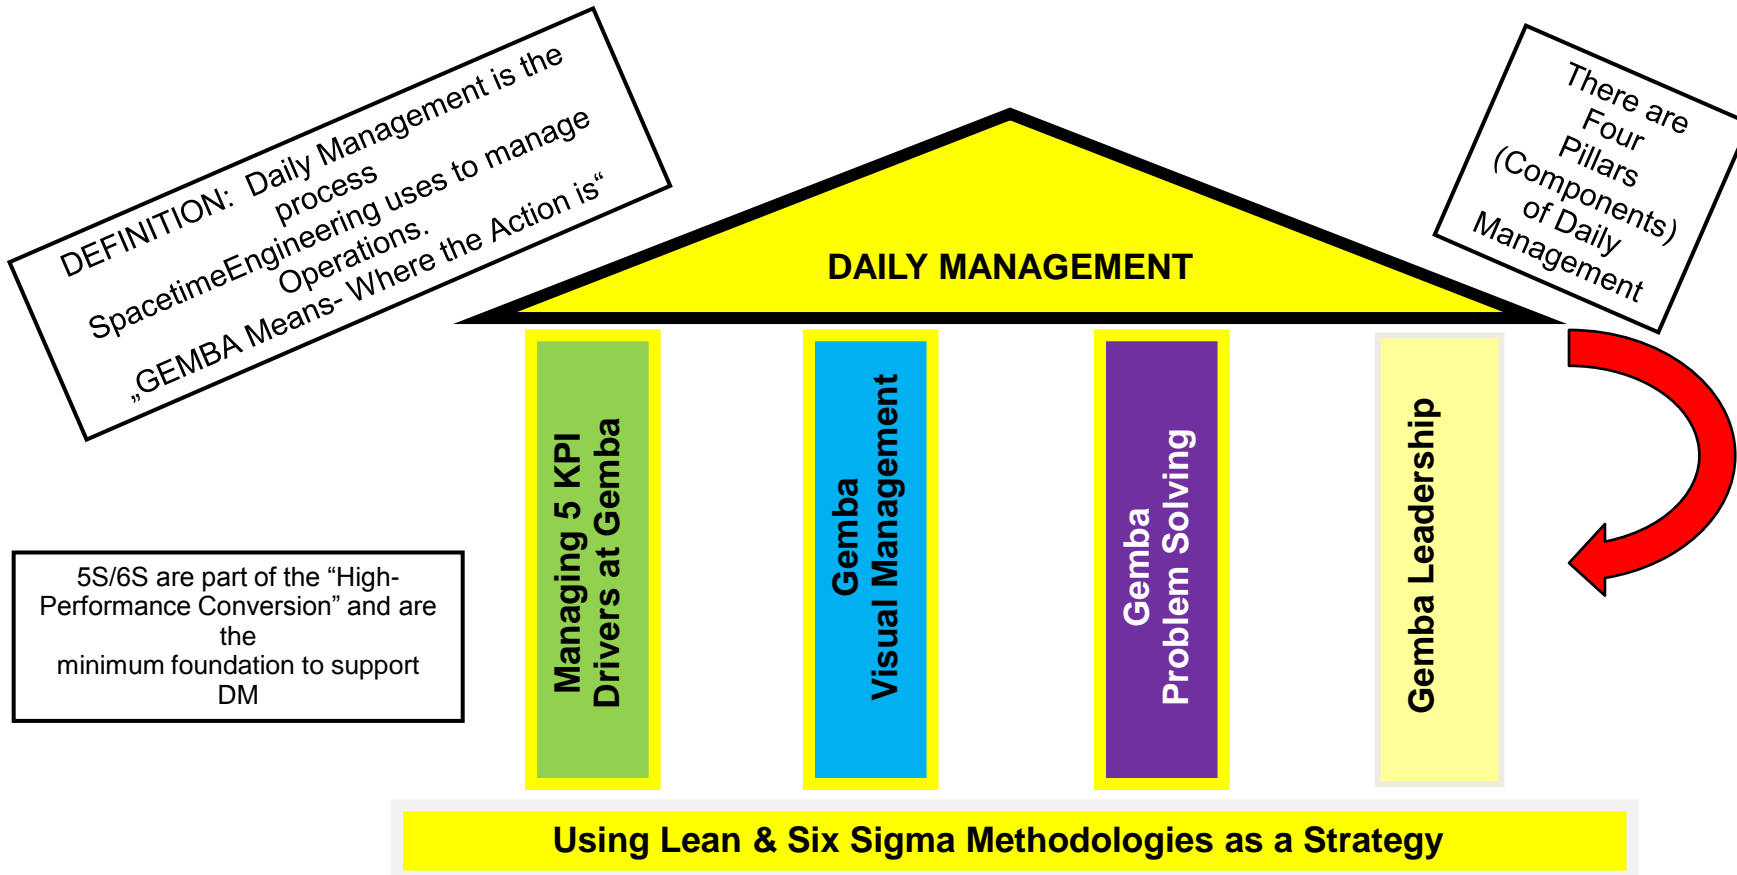 DEFINITION: Daily Management is the
process
SpacetimeEngineering uses to manage
Operations.
„GEMBA Means- Where the Action is“
There are
Four
Pillars
(Components)
of Daily
Management
DAILY MANAGEMENT
Managing 5 KPI
Drivers at Gemba
Gemba
Visual Management
Gemba
Problem Solving
Gemba Leadership
5S/6S are part of the “High-
Performance Conversion” and are
the
minimum foundation to support
DM
Using Lean & Six Sigma Methodologies as a Strategy